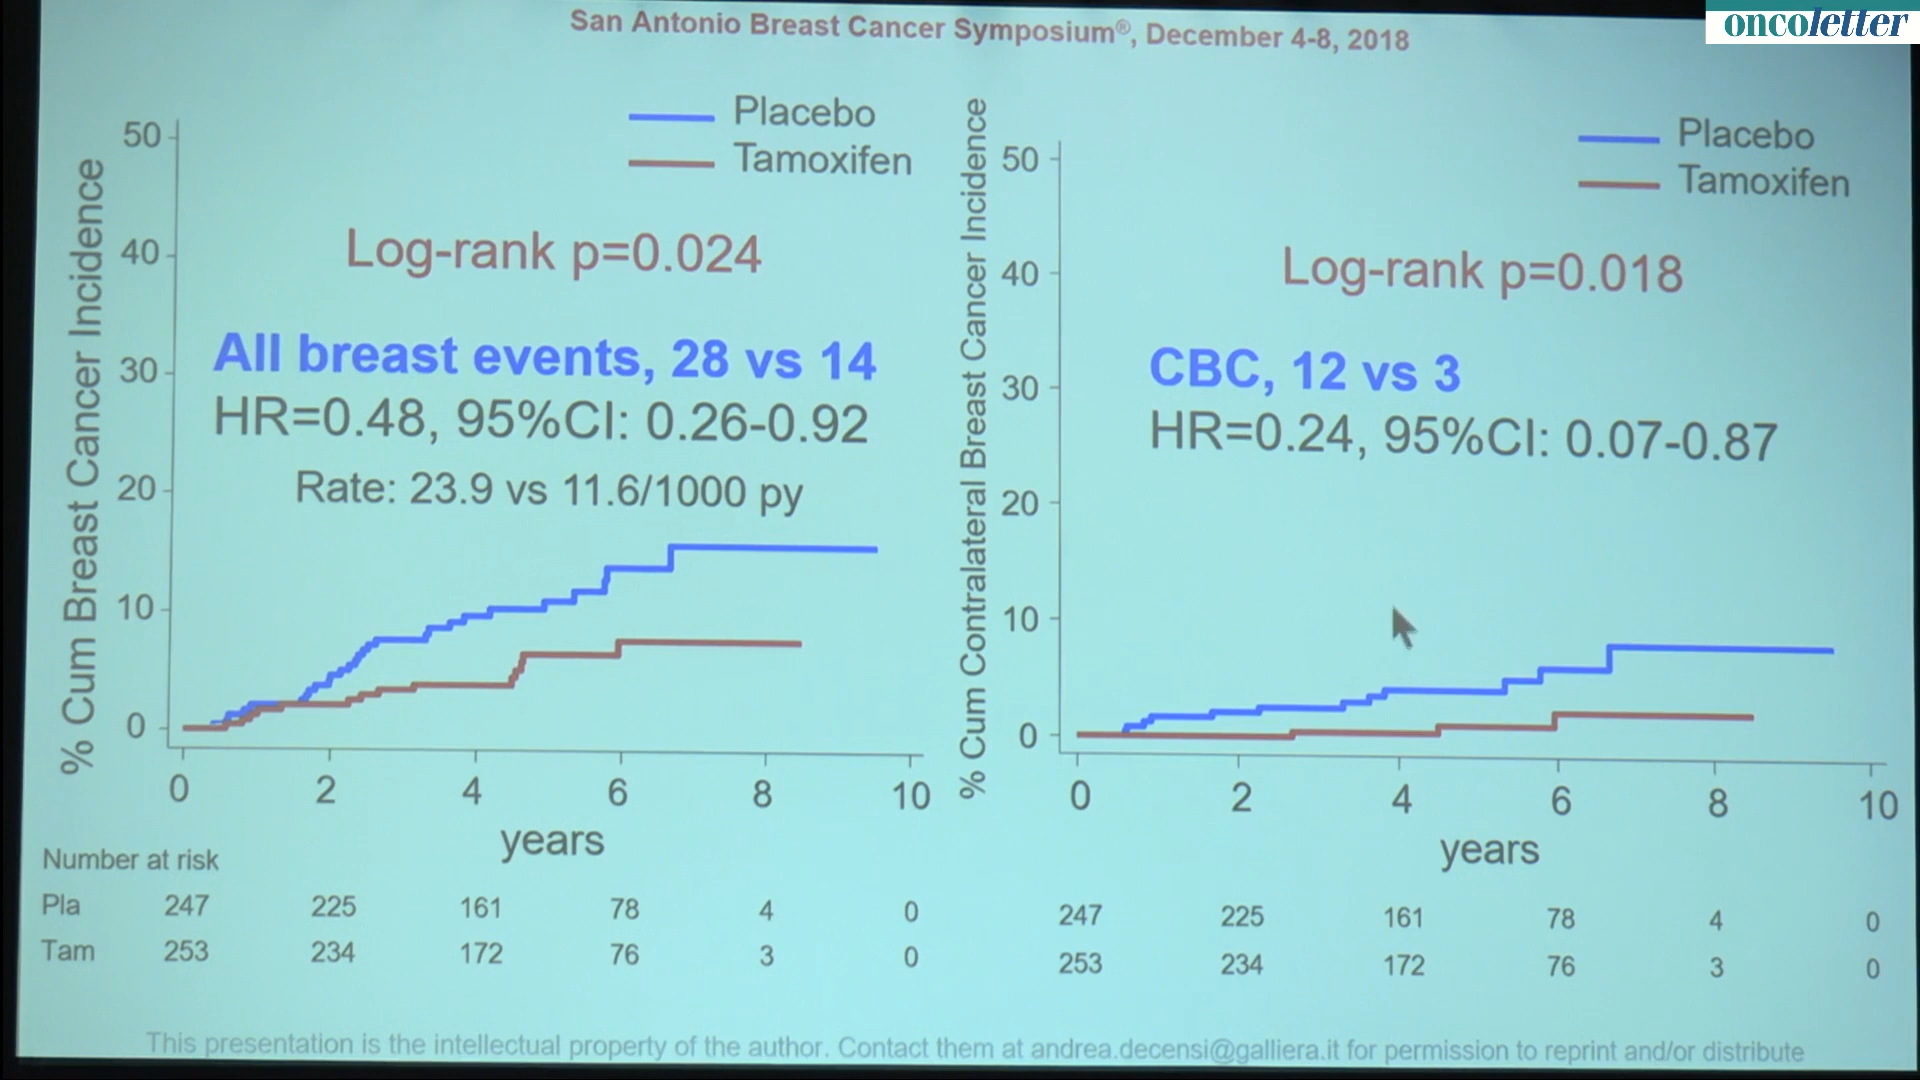 San Antonio Breast Cancer Symposium®, December 4-8, 2018
oncoletter
% Cum Breast Cancer Incidence
50
40
30
20
10
0
Placebo
Tamoxifen
Log-rank p=0.024
All breast events, 28 vs 14
HR=0.48, 95%CI: 0.26-0.92
Rate: 23.9 vs 11.6/1000 py
0 2 4 6 8 10
years
Number at risk
Pla 247 225 161 78 4 0
Tam 253 234 172 76 3 0
% Cum Contralateral Breast Cancer Incidence
50
40
30
20
10
0
Placebo
Tamoxifen
Log-rank p=0.018
CBC, 12 vs 3
HR=0.24, 95%CI: 0.07-0.87
0 2 4 6 8 10
years
247 225 161 78 4 0
253 234 172 76 3 0
This presentation is the intellectual property of the author. Contact them at andrea.decensi@galliera.it for permission to reprint and/or distribute